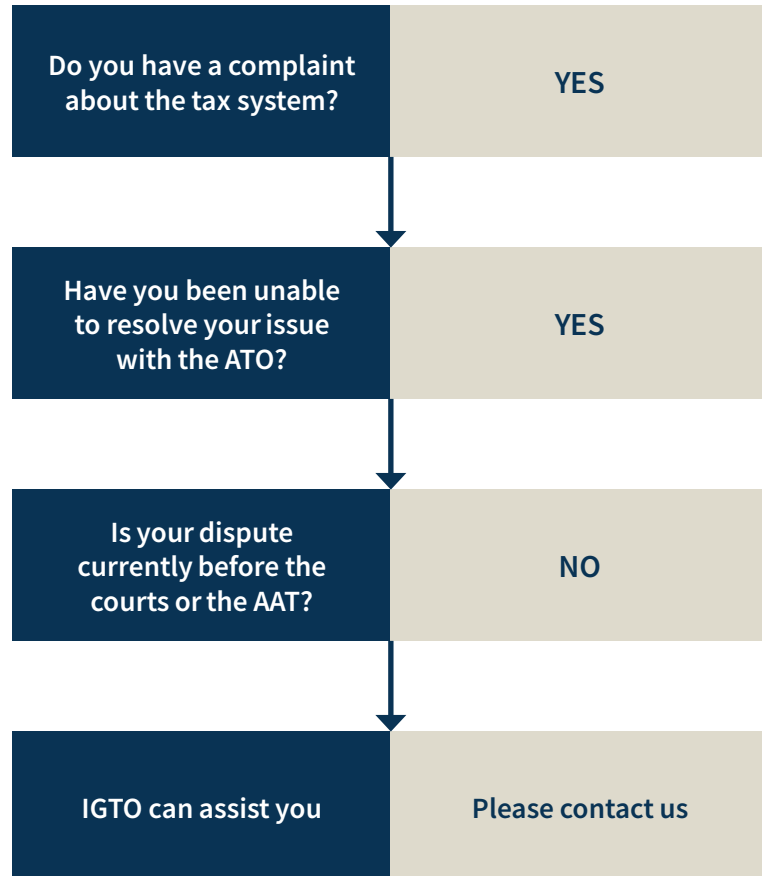 Do you have a complaint
about the tax system?
YES
Have you been unable
to resolve your issue
with the ATO?
YES
Is your dispute
currently before the
courts or the AAT?
NO
IGTO can assist you
Please contact us